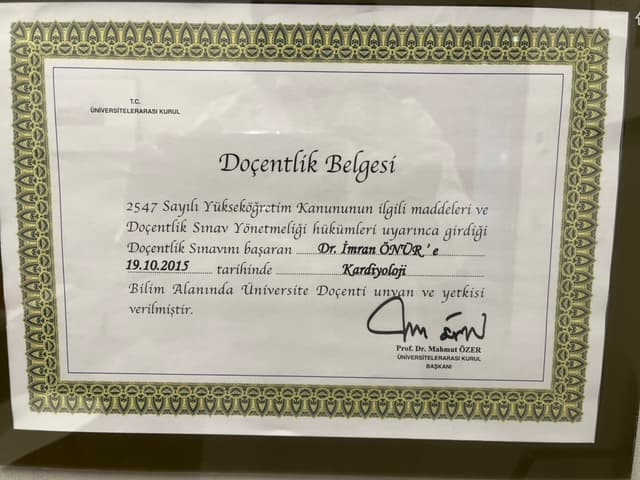 T.C.
ÜNİVERSİTELERARASI KURUL
Doçentlik Belgesi
2547 Sayılı Yükseköğretim Kanununun ilgili maddeleri ve
Doçentlik Sınav Yönetmeliği hükümleri uyarınca girdiği
Doçentlik Sınavını başaran Dr. İmran ÖNÜR'e
19.10.2015 tarihinde Kardiyoloji
Bilim Alanında Üniversite Doçenti unvan ve yetkisi
verilmiştir.
Prof. Dr. Mahmut ÖZER
ÜNİVERSİTELERARASI KURUL
BAŞKANI